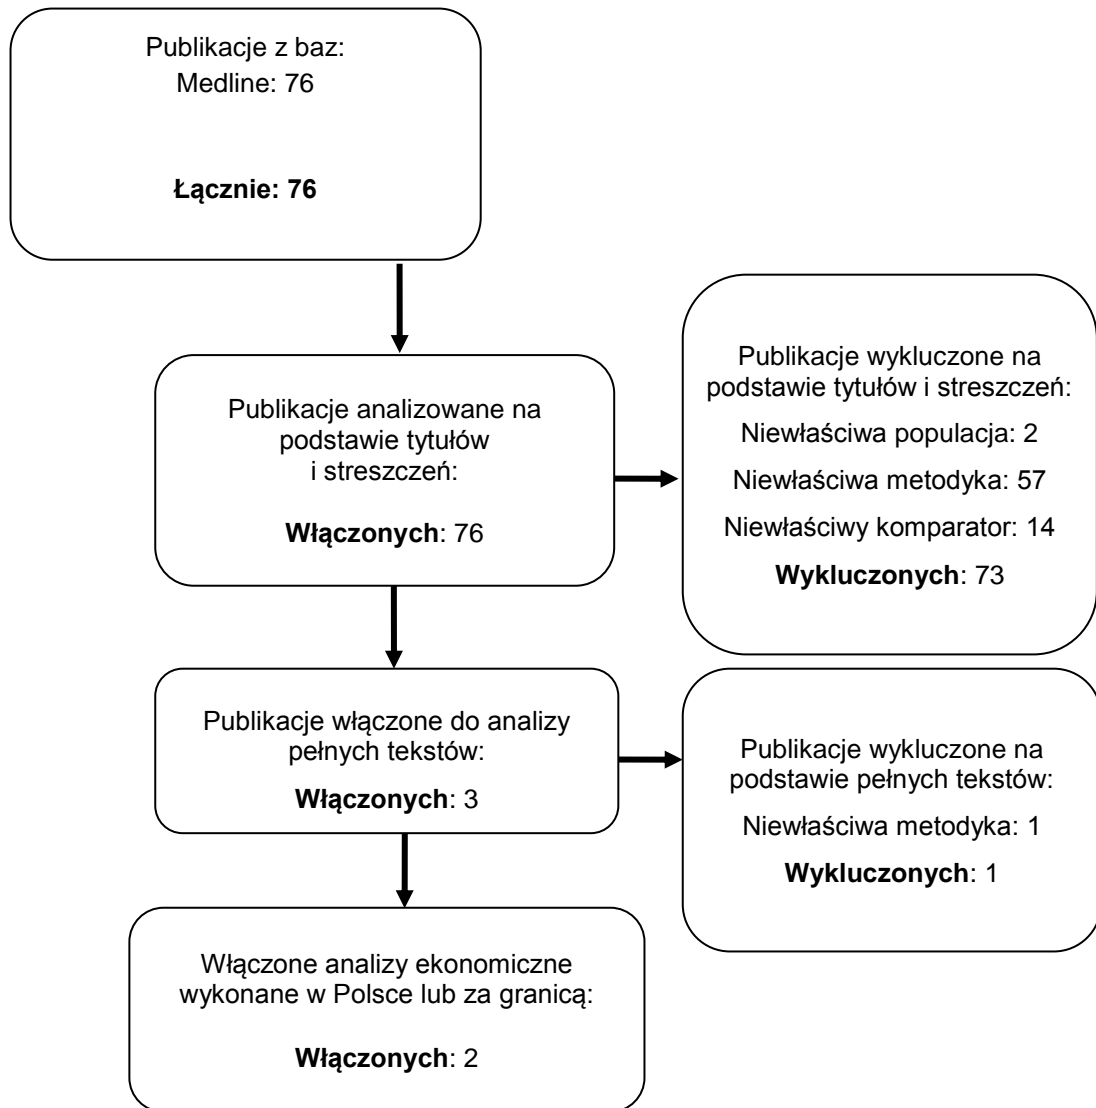 Publikacje z baz:
Medline: 76
Łącznie: 76
Publikacje analizowane na
podstawie tytułów
i streszczeń:
Włączonych: 76
Publikacje wykluczone na
podstawie tytułów i streszczeń:
Niewłaściwa populacja: 2
Niewłaściwa metodyka: 57
Niewłaściwy komparator: 14
Wykluczonych: 73
Publikacje włączone do analizy
pełnych tekstów:
Włączonych: 3
Publikacje wykluczone na
podstawie pełnych tekstów:
Niewłaściwa metodyka: 1
Wykluczonych: 1
Włączone analizy ekonomiczne
wykonane w Polsce lub za granicą:
Włączonych: 2